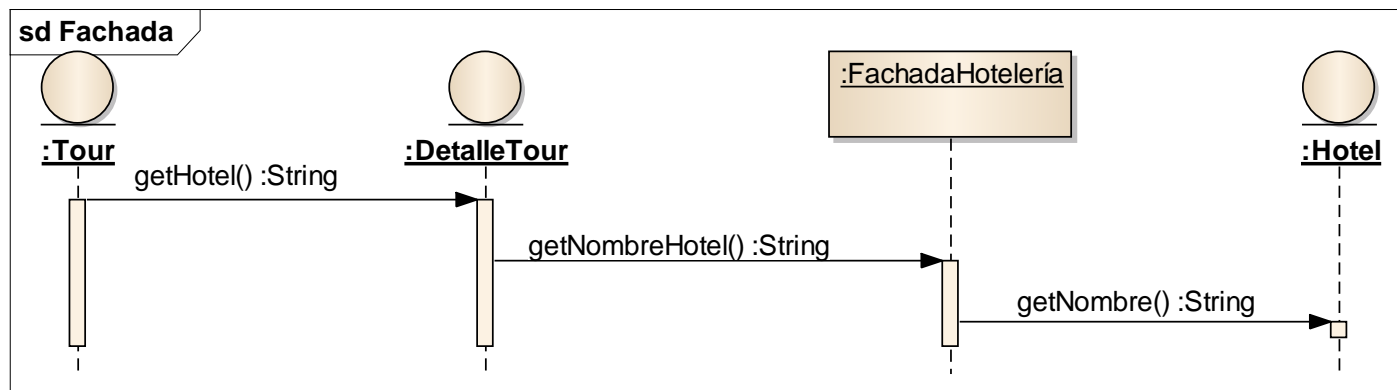 sd Fachada
:FachadaHotelería
:Tour
:DetalleTour
:Hotel
getHotel() :String
getNombreHotel() :String
getNombre() :String